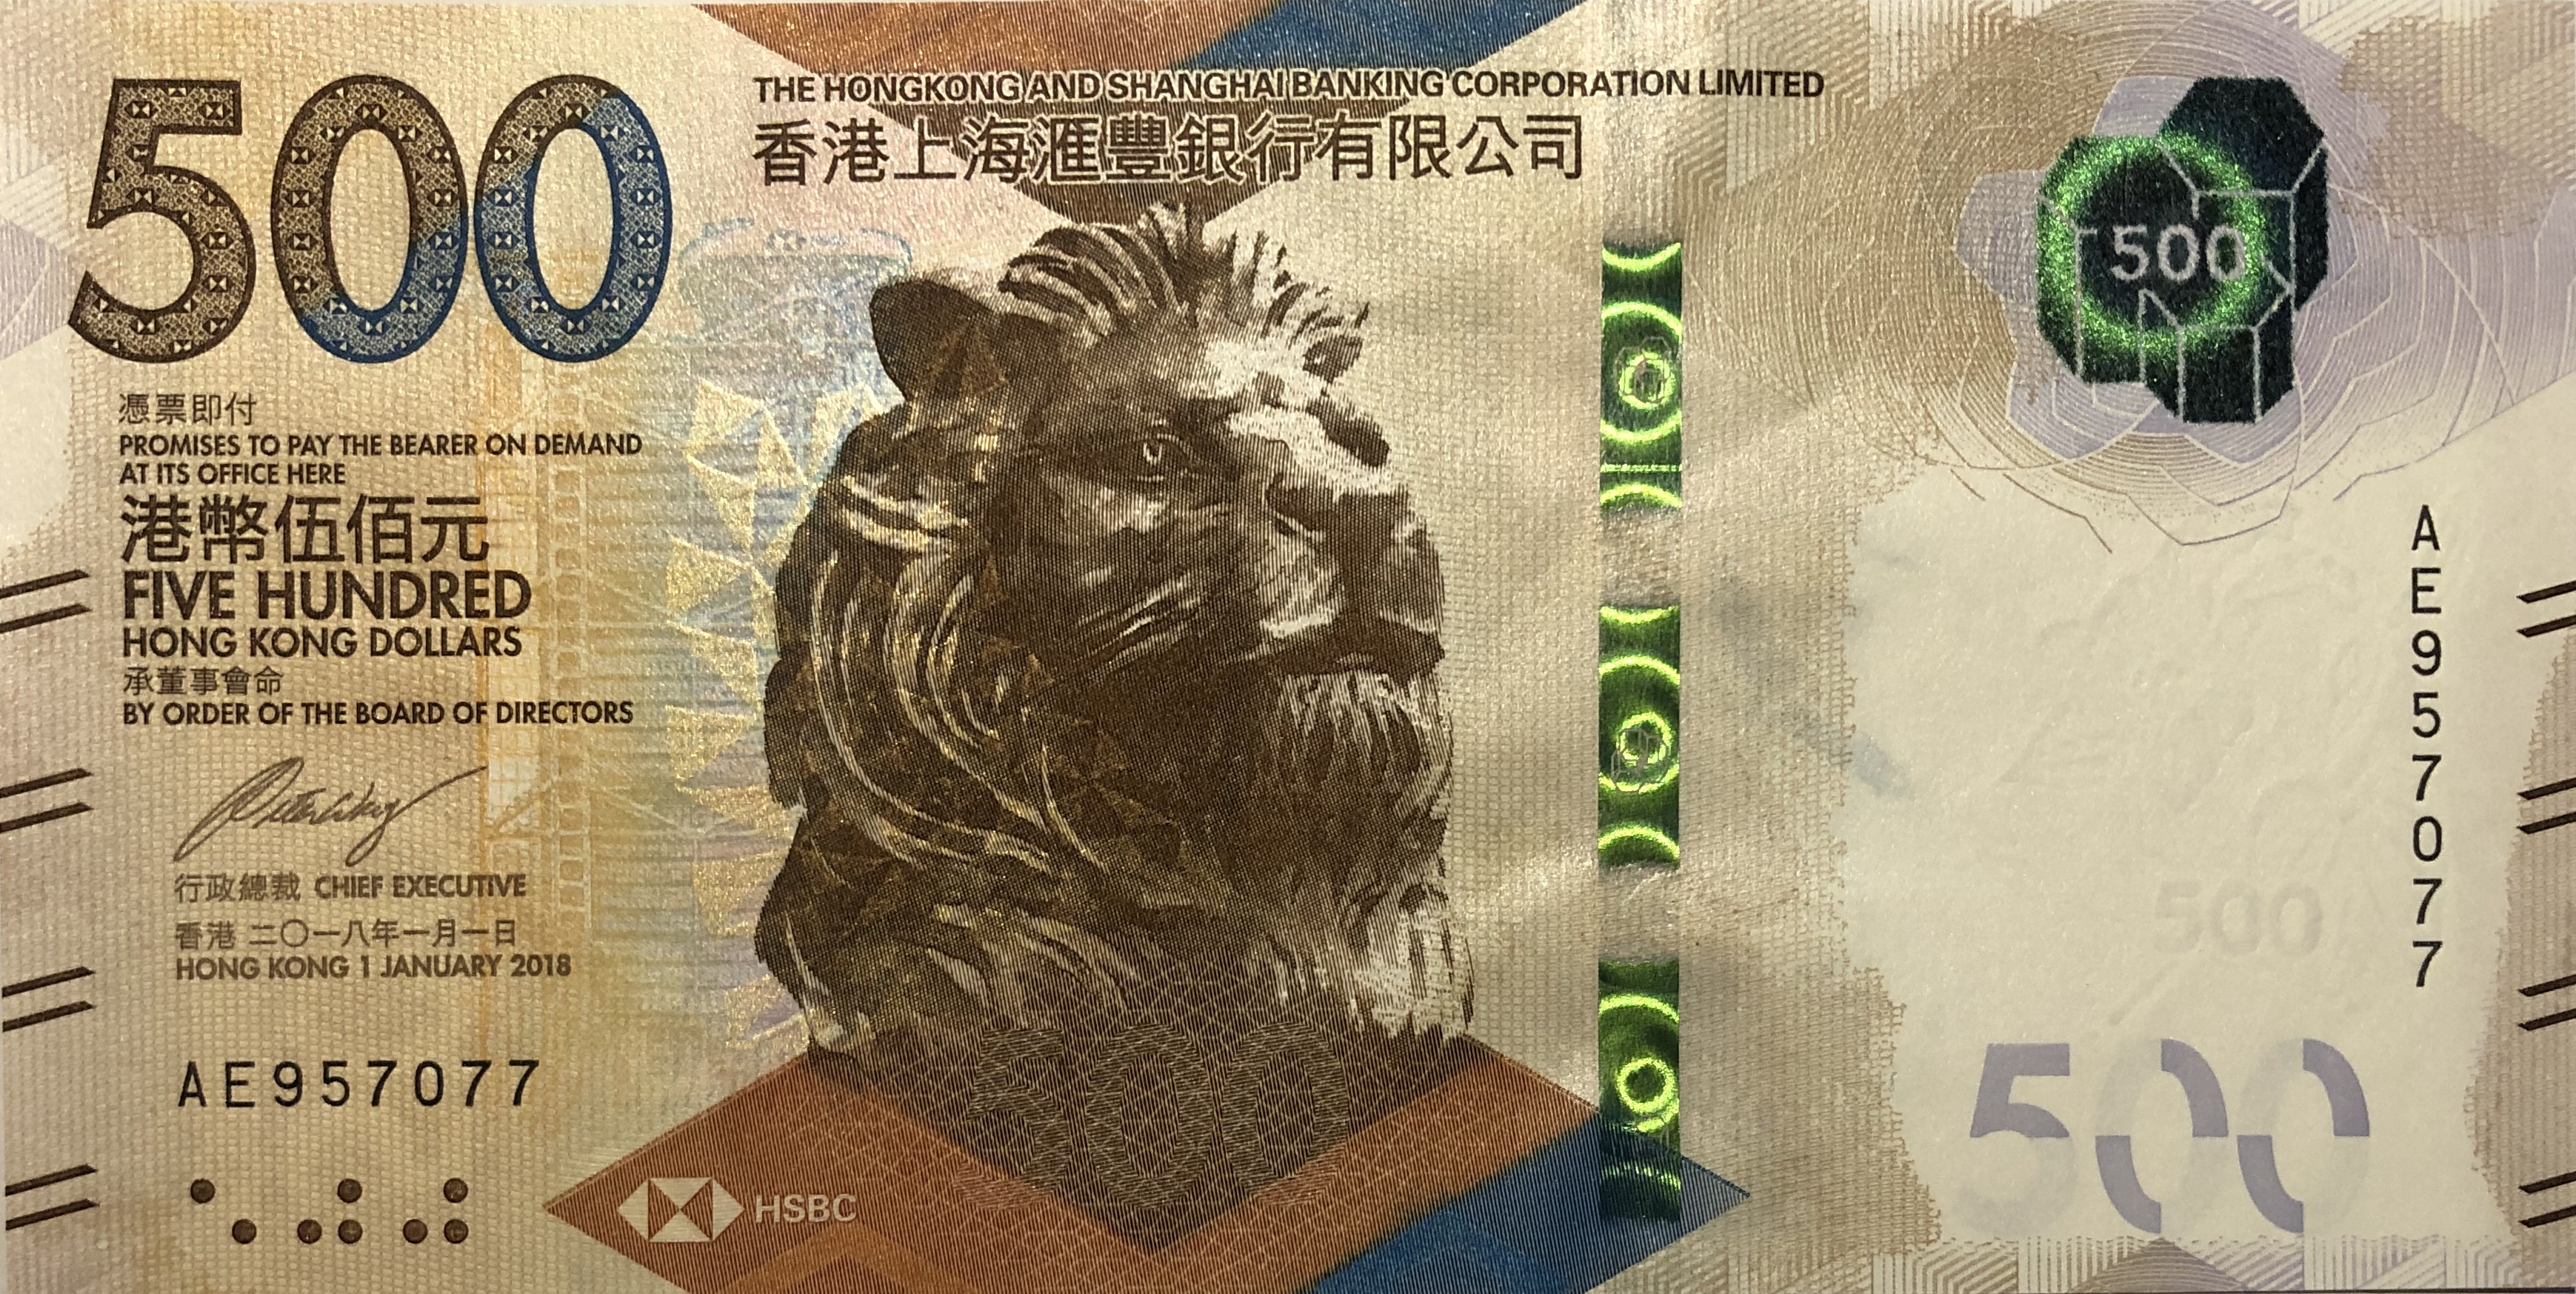 500
THE HONGKONG AND SHANGHAI BANKING CORPORATION LIMITED
香港上海滙豐銀行有限公司
500
憑票即付
PROMISES TO PAY THE BEARER ON DEMAND
AT ITS OFFICE HERE
港幣伍佰元
FIVE HUNDRED
HONG KONG DOLLARS
承董事會命
BY ORDER OF THE BOARD OF DIRECTORS
行政總裁 CHIEF EXECUTIVE
香港 二〇一八年一月一日
HONG KONG 1 JANUARY 2018
AE957077
HSBC
500
AE957077
500
500